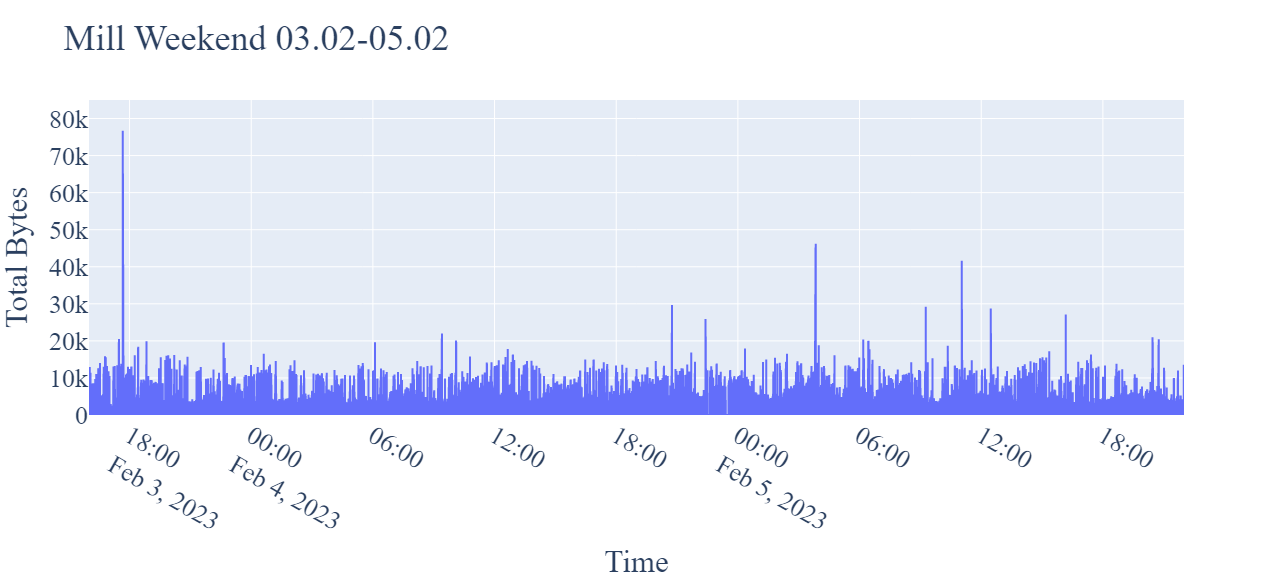 Mill Weekend 03.02-05.02
Total Bytes
80k
70k
60k
50k
40k
30k
20k
10k
0
18:00
Feb 3, 2023
00:00
Feb 4, 2023
06:00
12:00
18:00
00:00
Feb 5, 2023
06:00
12:00
18:00
Time